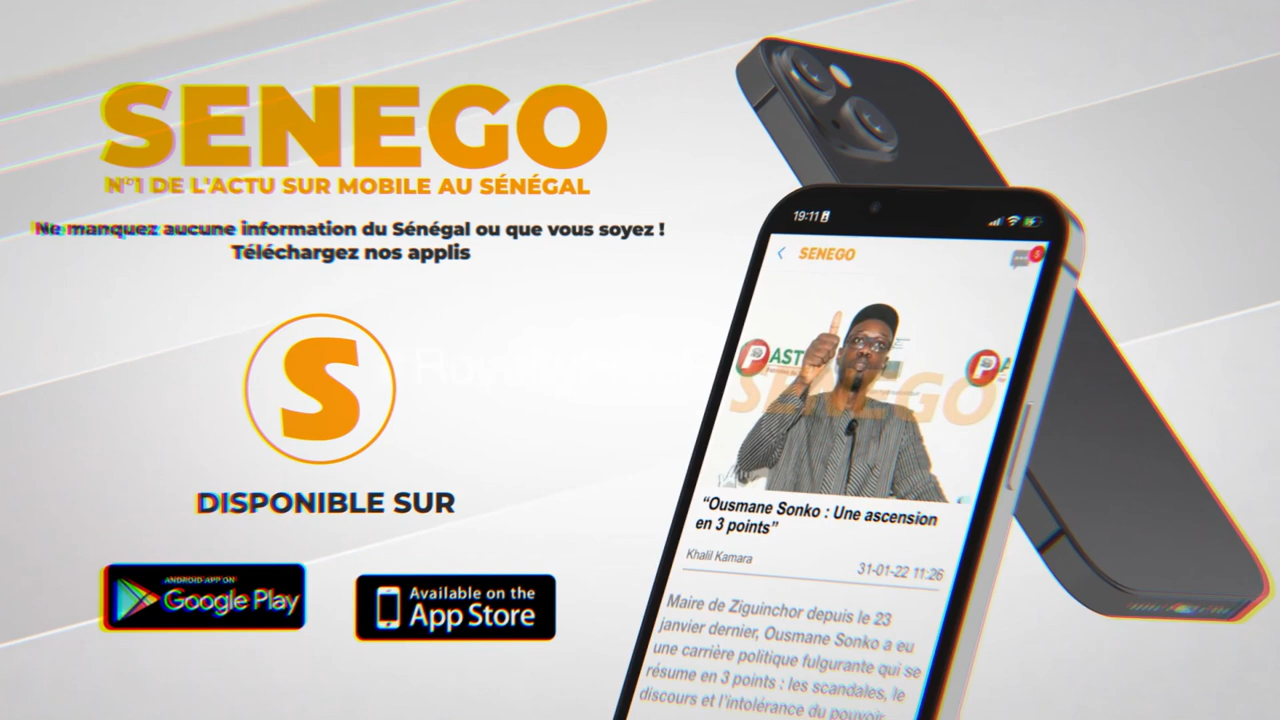 SENEGO
N°1 DE L'ACTU SUR MOBILE AU SÉNÉGAL
Ne manquez aucune information du Sénégal ou que vous soyez !
Téléchargez nos applis
S
DISPONIBLE SUR
ANDROID APP ON
Google Play
Available on the
App Store
19:11
SENEGO
5
PAST
SENEGO
“Ousmane Sonko : Une ascension
en 3 points”
Khalil Kamara
31-01-22 11:26
Maire de Ziguinchor depuis le 23
janvier dernier, Ousmane Sonko a eu
une carrière politique fulgurante qui se
résume en 3 points : les scandales, le
discours et l'intolérance du pouvoir